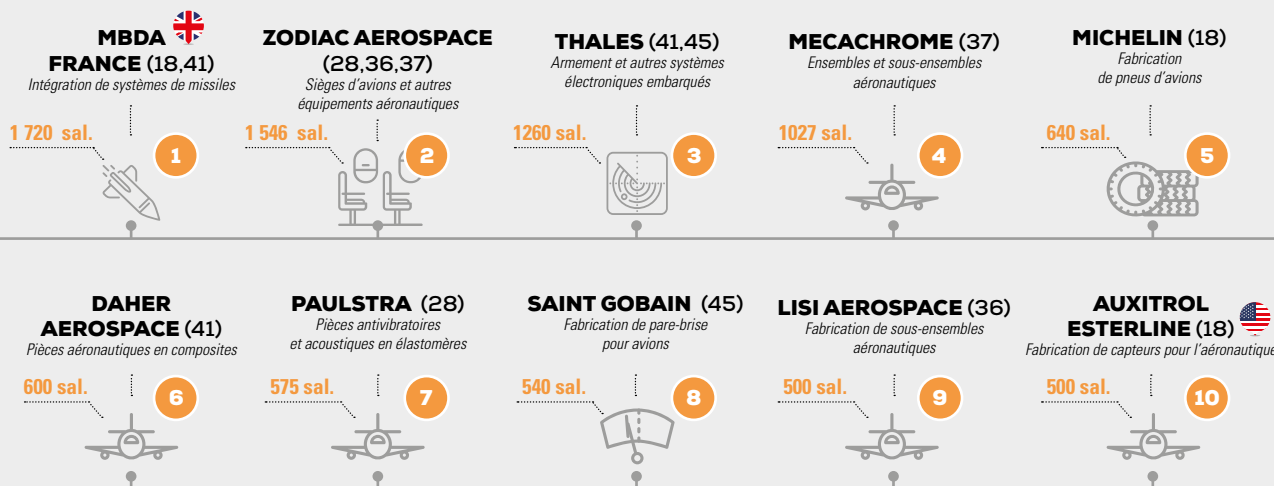 MBDA
FRANCE (18,41)
Intégration de systèmes de missiles
1 720 sal.
1
ZODIAC AEROSPACE
(28,36,37)
Sièges d'avions et autres
équipements aéronautiques
1 546 sal.
2
THALES (41,45)
Armement et autres systèmes
électroniques embarqués
1260 sal.
3
MECACHROME (37)
Ensembles et sous-ensembles
aéronautiques
1027 sal.
4
MICHELIN (18)
Fabrication
de pneus d'avions
640 sal.
5
DAHER
AEROSPACE (41)
Pièces aéronautiques en composites
600 sal.
6
PAULSTRA (28)
Pièces antivibratoires
et acoustiques en élastomères
575 sal.
7
SAINT GOBAIN (45)
Fabrication de pare-brise
pour avions
540 sal.
8
LISI AEROSPACE (36)
Fabrication de sous-ensembles
aéronautiques
500 sal.
9
AUXITROL
ESTERLINE (18)
Fabrication de capteurs pour l'aéronautique
500 sal.
10